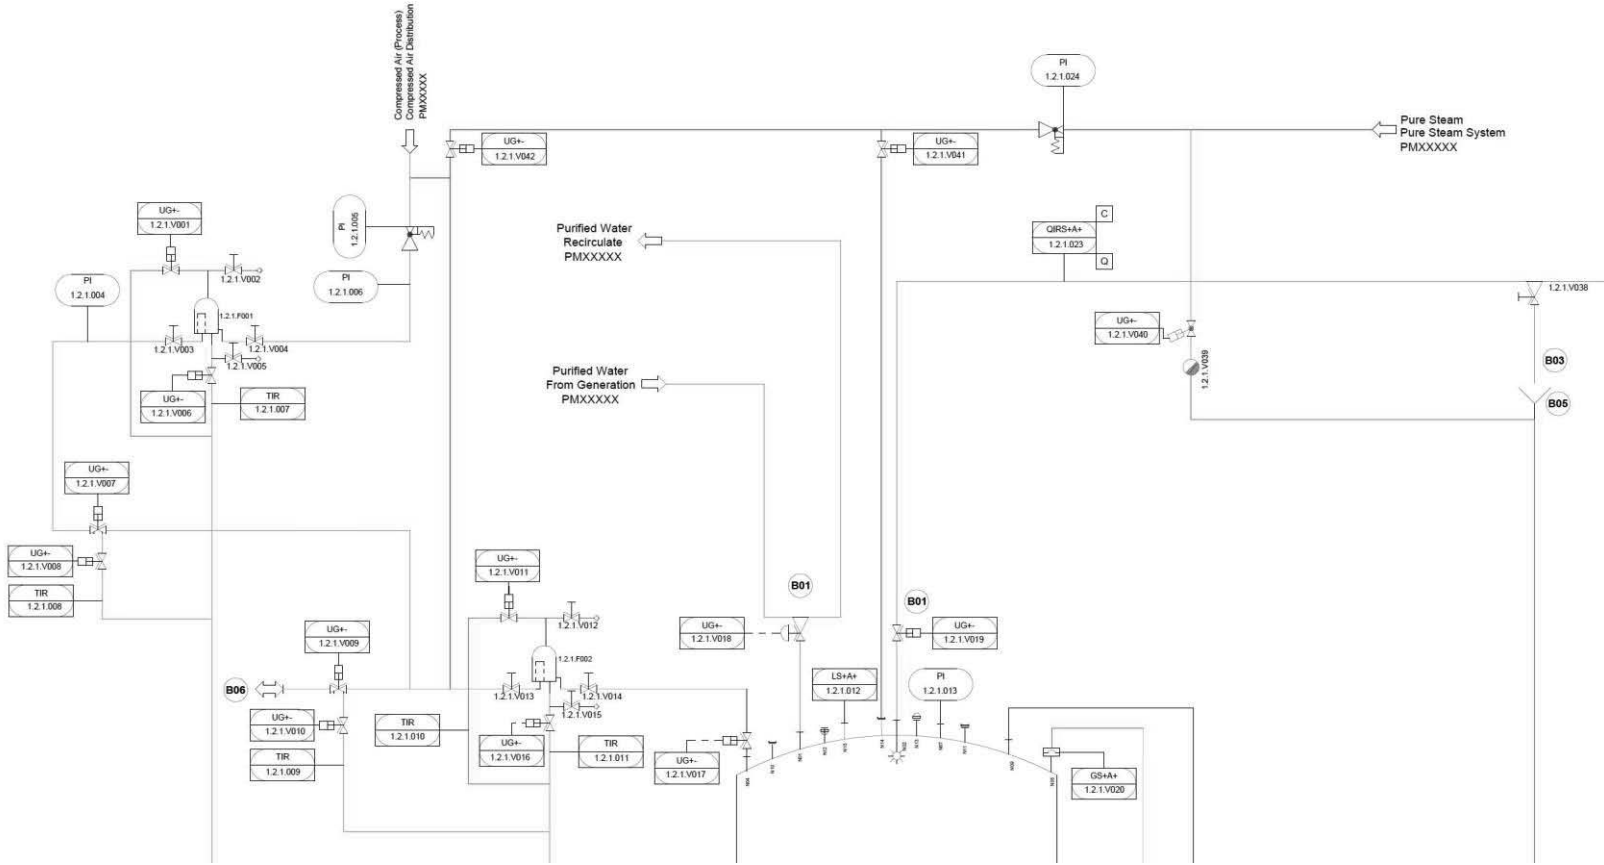 Compressed Air (Process)
Compressed Air Distribution
PMXXXXX
PI
1.2.1.024
Pure Steam
Pure Steam System
PMXXXXX
UG+-
1.2.1.V042
UG+-
1.2.1.V041
UG+-
1.2.1.V001
PI
1.2.1.005
C
QIRS+A+
1.2.1.023
Q
Purified Water
Recirculate
PMXXXXX
1.2.1.V002
PI
1.2.1.004
PI
1.2.1.006
1.2.1.V038
1.2.1.F001
UG+-
1.2.1.V040
1.2.1.V003
1.2.1.V004
1.2.1.V005
1.2.1.V039
B03
Purified Water
From Generation
PMXXXXX
UG+-
1.2.1.V006
TIR
1.2.1.007
B05
UG+-
1.2.1.V007
UG+-
1.2.1.V008
TIR
1.2.1.008
UG+-
1.2.1.V011
B01
B01
1.2.1.V012
UG+-
1.2.1.V009
UG+-
1.2.1.V018
UG+-
1.2.1.V019
1.2.1.F002
LS+A+
1.2.1.012
PI
1.2.1.013
B06
1.2.1.V013
1.2.1.V014
1.2.1.V015
UG+-
1.2.1.V010
TIR
1.2.1.010
UG+-
1.2.1.V016
TIR
1.2.1.011
TIR
1.2.1.009
UG+-
1.2.1.V017
N04
N10
N01
N03
N15
N14
N02
N13
N07
N11
N09
GS+A+
1.2.1.V020